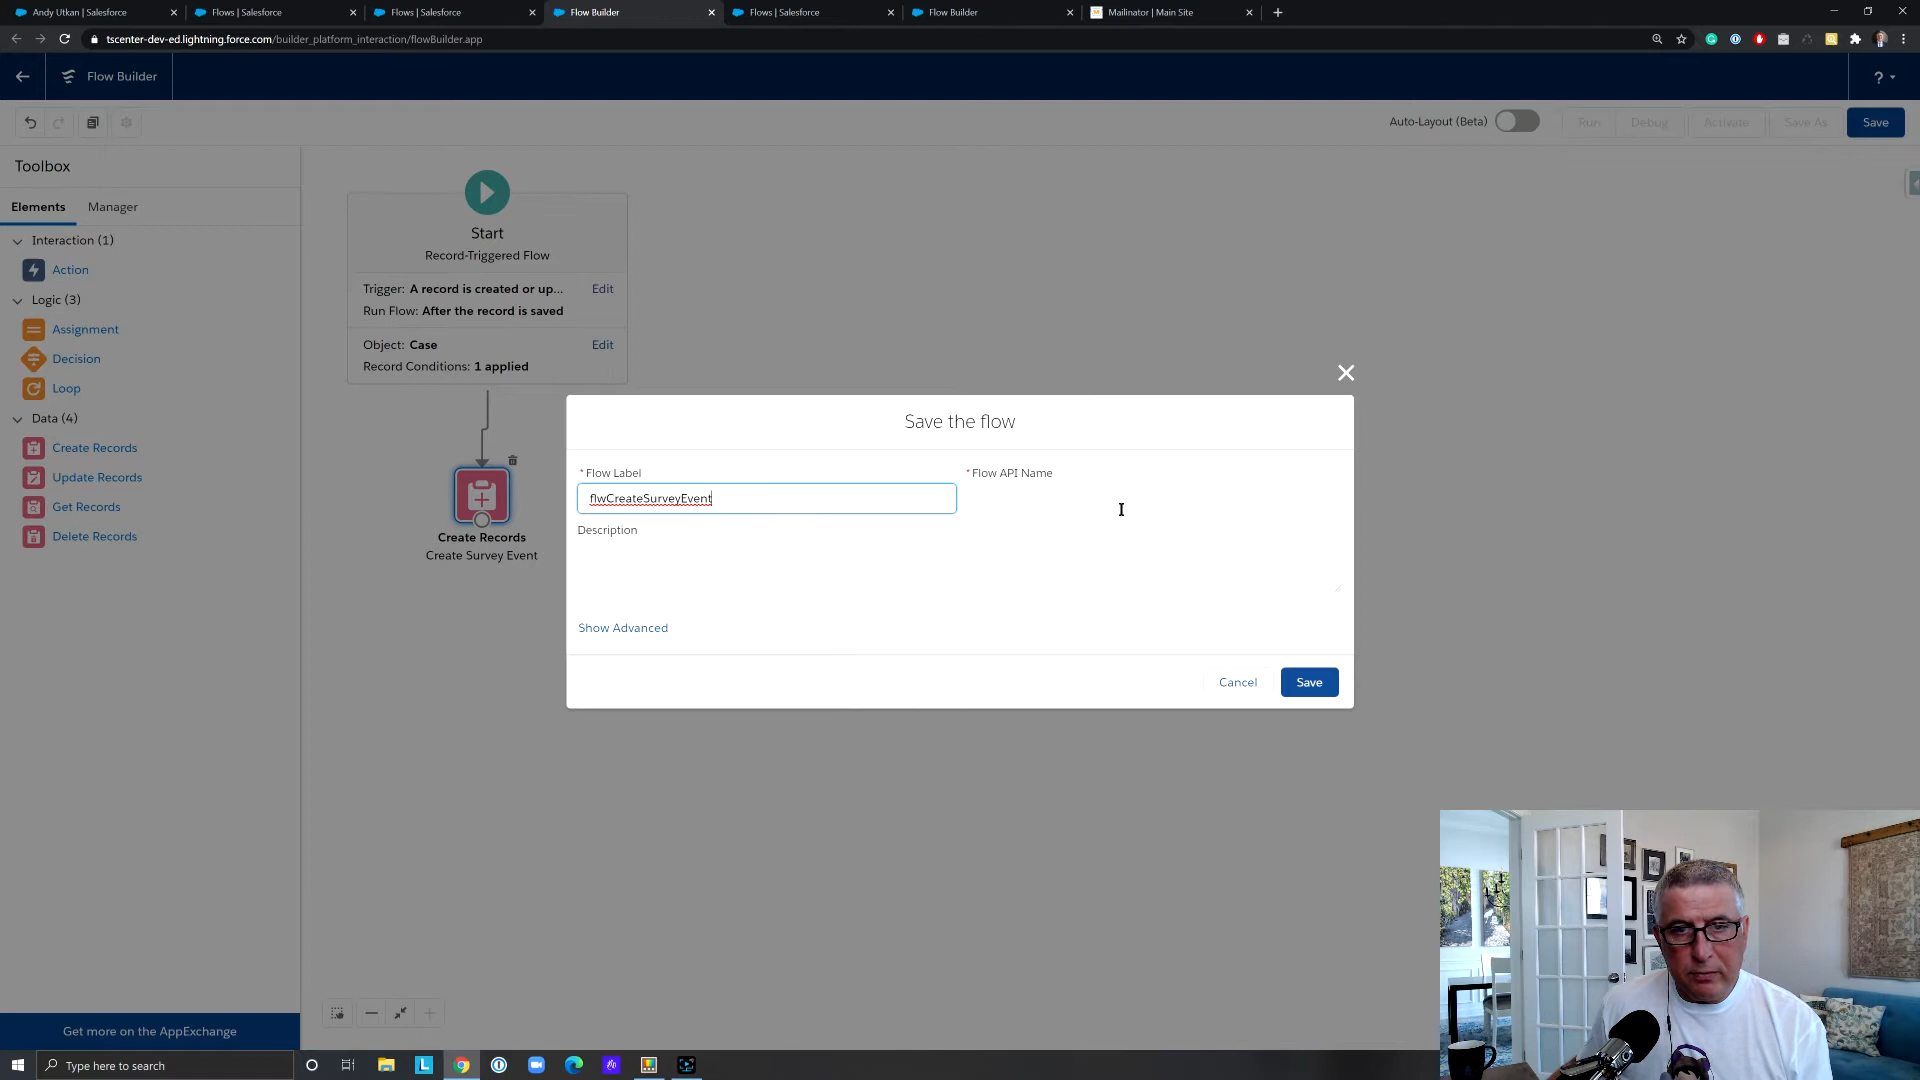 Andy Utkan | Salesforce
Flows | Salesforce
Flows | Salesforce
Flow Builder
Flows | Salesforce
Flow Builder
Mailinator | Main Site
tscenter-dev-ed.lightning.force.com/builder_platform_interaction/flowBuilder.app
Flow Builder
?
Auto-Layout (Beta)
Run
Debug
Activate
Save As
Save
Toolbox
Elements
Manager
Interaction (1)
Action
Logic (3)
Assignment
Decision
Loop
Data (4)
Create Records
Update Records
Get Records
Delete Records
Get more on the AppExchange
Start
Record-Triggered Flow
Trigger: A record is created or up...
Edit
Run Flow: After the record is saved
Object: Case
Edit
Record Conditions: 1 applied
Create Records
Create Survey Event
Save the flow
* Flow Label
* Flow API Name
flwCreateSurveyEvent
Description
Show Advanced
Cancel
Save
Type here to search